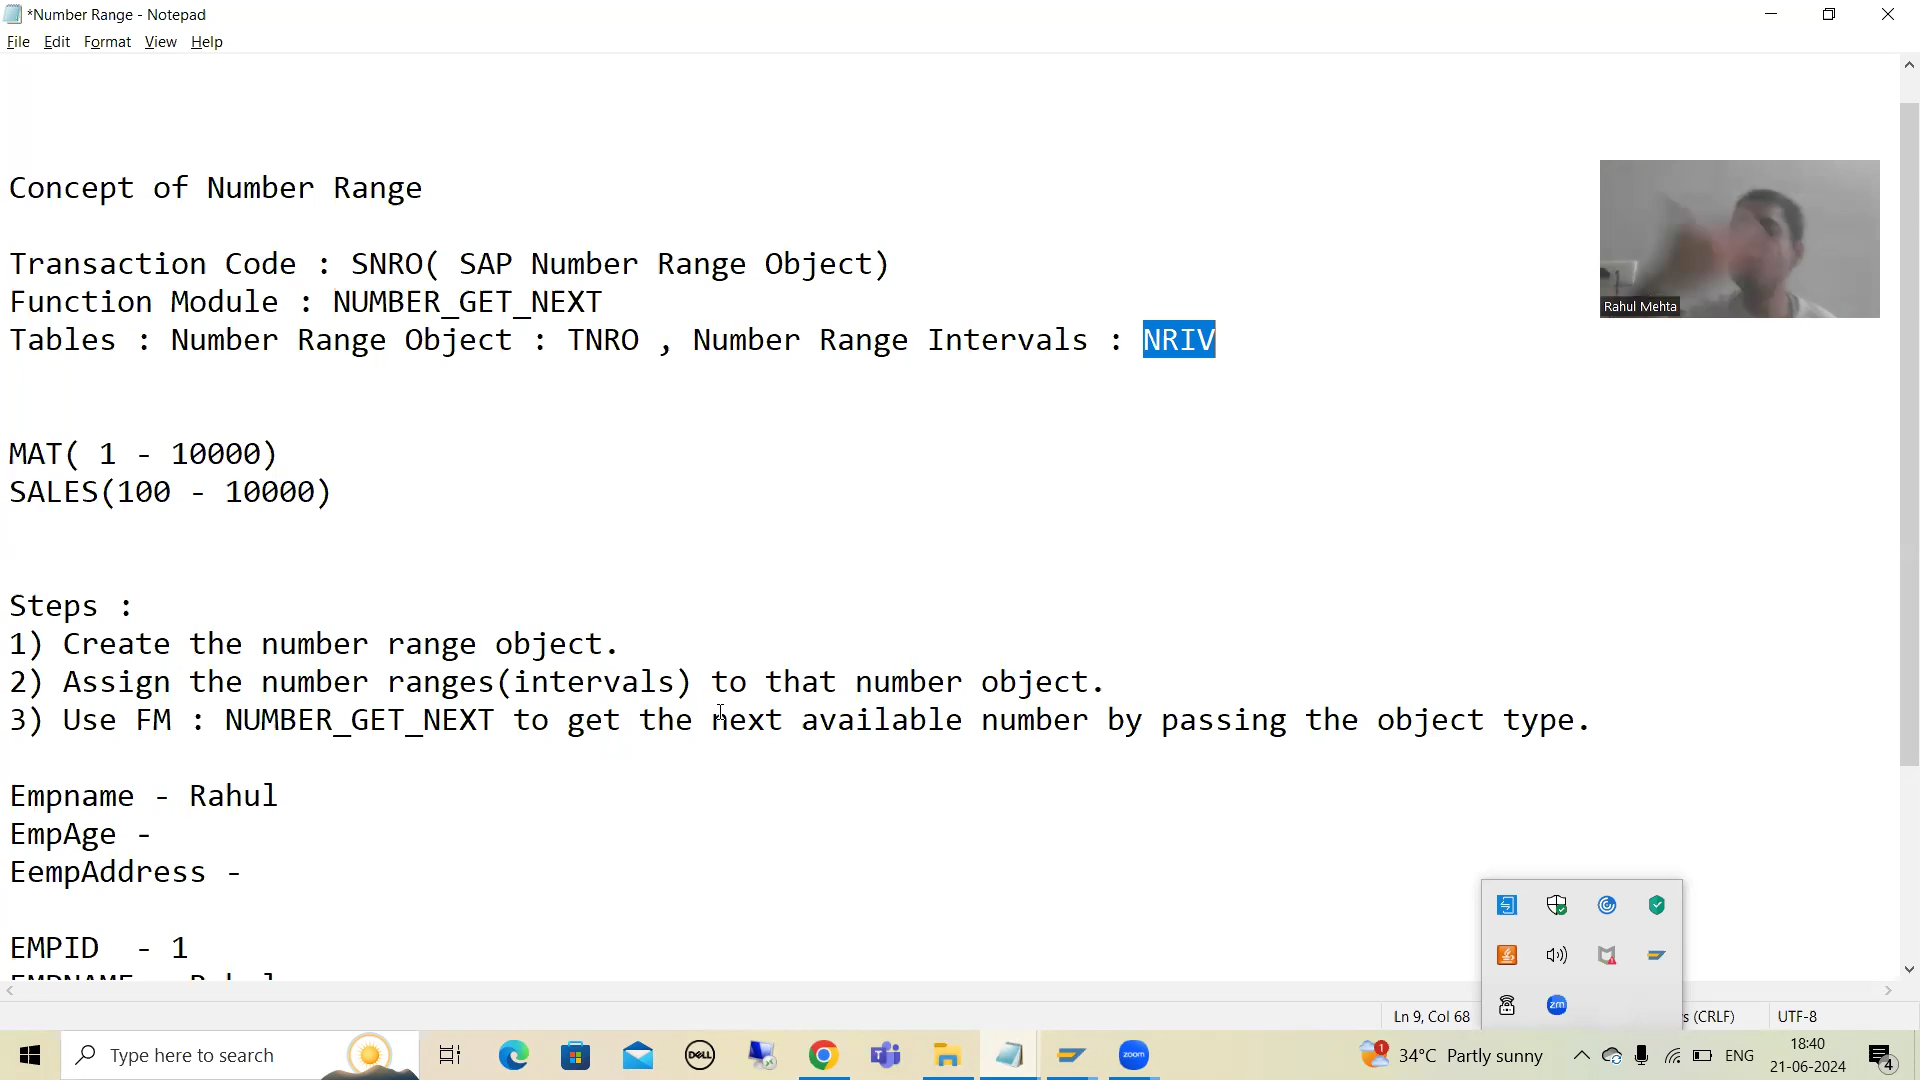 *Number Range - Notepad
File Edit Format View Help
Concept of Number Range
Transaction Code : SNRO( SAP Number Range Object)
Function Module : NUMBER_GET_NEXT
Tables : Number Range Object : TNRO , Number Range Intervals : NRIV
Rahul Mehta
MAT( 1 - 10000)
SALES(100 - 10000)
Steps :
1) Create the number range object.
2) Assign the number ranges(intervals) to that number object.
3) Use FM : NUMBER_GET_NEXT to get the next available number by passing the object type.
Empname - Rahul
EmpAge -
EempAddress -
EMPID - 1
zm
Ln 9, Col 68
(CRLF)
UTF-8
Type here to search
DELL
zoom
1
34°C Partly sunny
ENG
18:40
21-06-2024
4